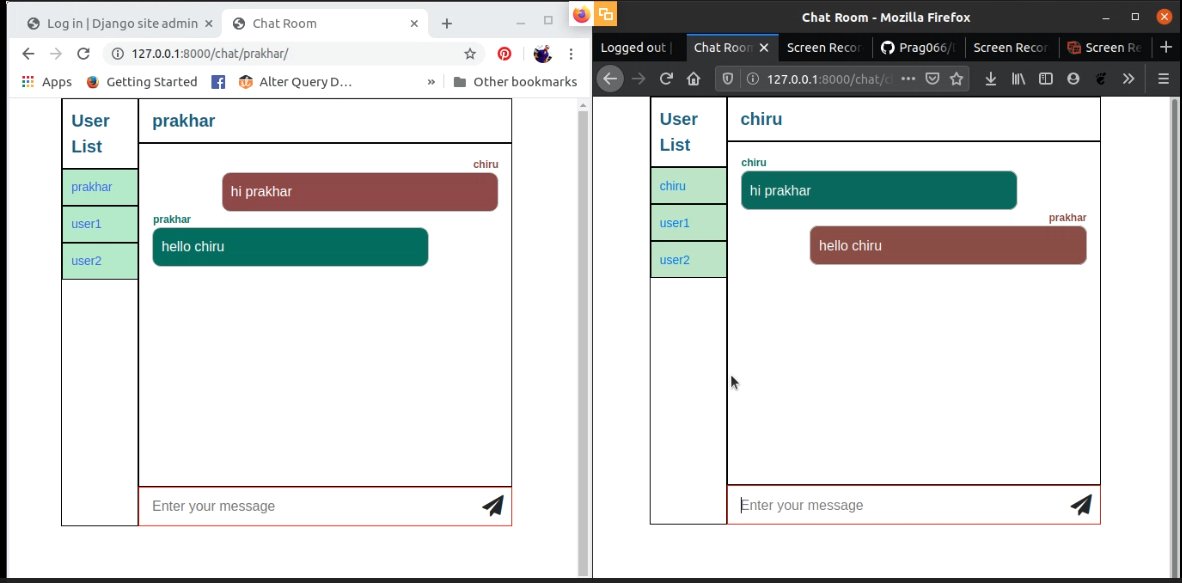 Log in | Django site admin
Chat Room
127.0.0.1:8000/chat/prakhar/
Apps
Getting Started
Alter Query D...
»
Other bookmarks
User
List
prakhar
user1
user2
prakhar
chiru
hi prakhar
prakhar
hello chiru
Enter your message
Chat Room - Mozilla Firefox
Logged out |
Chat Room
Screen Recor
Prag066/
Screen Recor
Screen Re
127.0.0.1:8000/chat/
User
List
chiru
user1
user2
chiru
chiru
hi prakhar
prakhar
hello chiru
Enter your message